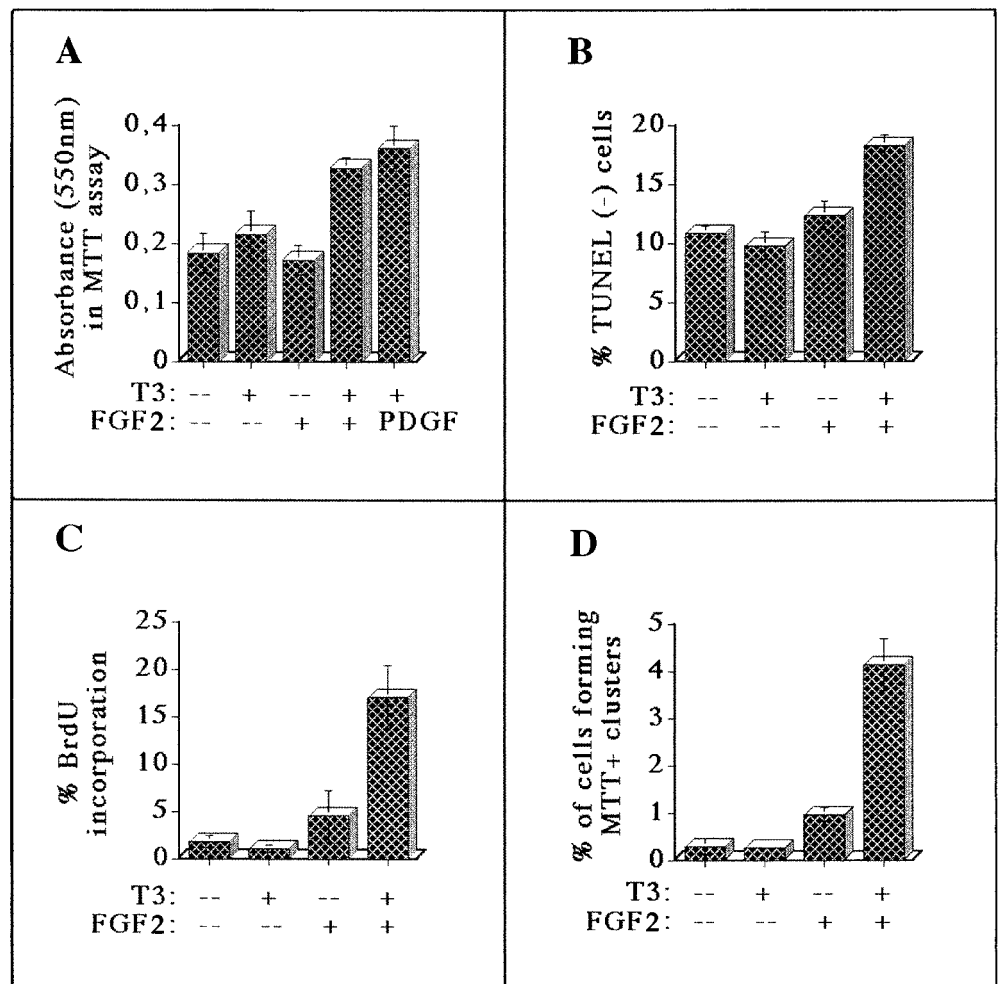 A
Absorbance (550nm)
in MTT assay
0,4
0,3
0,2
0,1
0
T3: -- + -- + +
FGF2: -- -- + + PDGF
B
% TUNEL (-) cells
20
15
10
5
0
T3: -- + -- +
FGF2: -- -- + +
C
% BrdU
incorporation
25
20
15
10
5
0
T3: -- + -- +
FGF2: -- -- + +
D
% of cells forming
MTT+ clusters
5
4
3
2
1
0
T3: -- + -- +
FGF2: -- -- + +